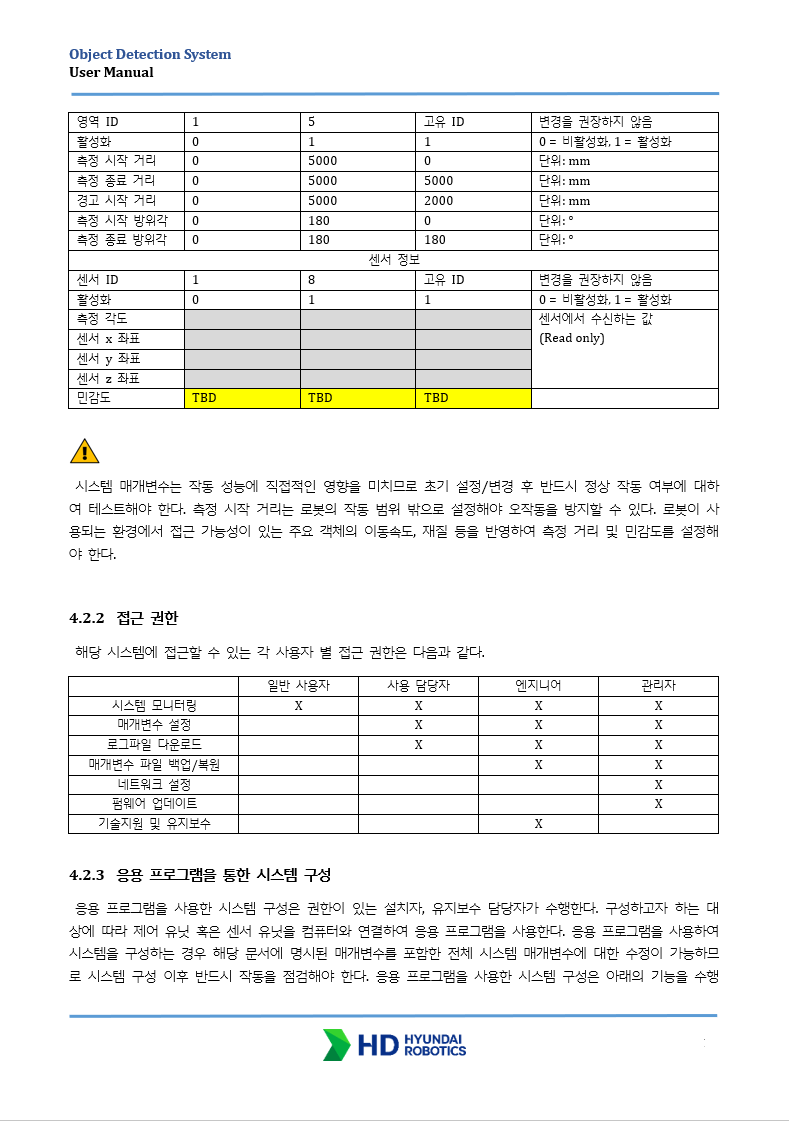 Object Detection System
User Manual
영역 ID 1 5 고유 ID 변경을 권장하지 않음
활성화 0 1 1 0 = 비활성화, 1 = 활성화
측정 시작 거리 0 5000 0 단위: mm
측정 종료 거리 0 5000 5000 단위: mm
경고 시작 거리 0 5000 2000 단위: mm
측정 시작 방위각 0 180 0 단위: °
측정 종료 방위각 0 180 180 단위: °
센서 정보
센서 ID 1 8 고유 ID 변경을 권장하지 않음
활성화 0 1 1 0 = 비활성화, 1 = 활성화
측정 각도 센서에서 수신하는 값
센서 x 좌표 (Read only)
센서 y 좌표
센서 z 좌표
민감도 TBD TBD TBD
시스템 매개변수는 작동 성능에 직접적인 영향을 미치므로 초기 설정/변경 후 반드시 정상 작동 여부에 대하
여 테스트해야 한다. 측정 시작 거리는 로봇의 작동 범위 밖으로 설정해야 오작동을 방지할 수 있다. 로봇이 사
용되는 환경에서 접근 가능성이 있는 주요 객체의 이동속도, 재질 등을 반영하여 측정 거리 및 민감도를 설정해
야 한다.
4.2.2 접근 권한
해당 시스템에 접근할 수 있는 각 사용자 별 접근 권한은 다음과 같다.
일반 사용자 사용 담당자 엔지니어 관리자
시스템 모니터링 X X X X
매개변수 설정 X X X
로그파일 다운로드 X X X
매개변수 파일 백업/복원 X X
네트워크 설정 X
펌웨어 업데이트 X
기술지원 및 유지보수 X
4.2.3 응용 프로그램을 통한 시스템 구성
응용 프로그램을 사용한 시스템 구성은 권한이 있는 설치자, 유지보수 담당자가 수행한다. 구성하고자 하는 대
상에 따라 제어 유닛 혹은 센서 유닛을 컴퓨터와 연결하여 응용 프로그램을 사용한다. 응용 프로그램을 사용하여
시스템을 구성하는 경우 해당 문서에 명시된 매개변수를 포함한 전체 시스템 매개변수에 대한 수정이 가능하므
로 시스템 구성 이후 반드시 작동을 점검해야 한다. 응용 프로그램을 사용한 시스템 구성은 아래의 기능을 수행
HD HYUNDAI
ROBOTICS